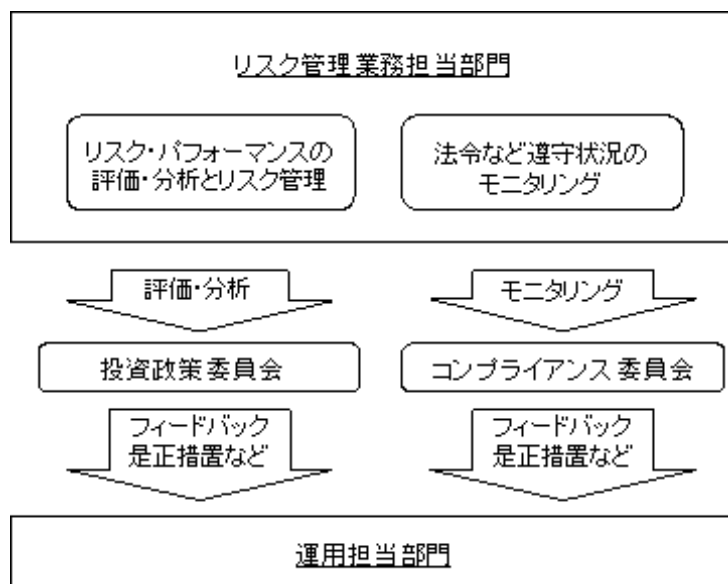 リスク管理業務担当部門
リスク・パフォーマンスの
評価・分析とリスク管理
法令など遵守状況の
モニタリング
評価・分析
モニタリング
投資政策委員会
コンプライアンス委員会
フィードバック
是正措置など
フィードバック
是正措置など
運用担当部門